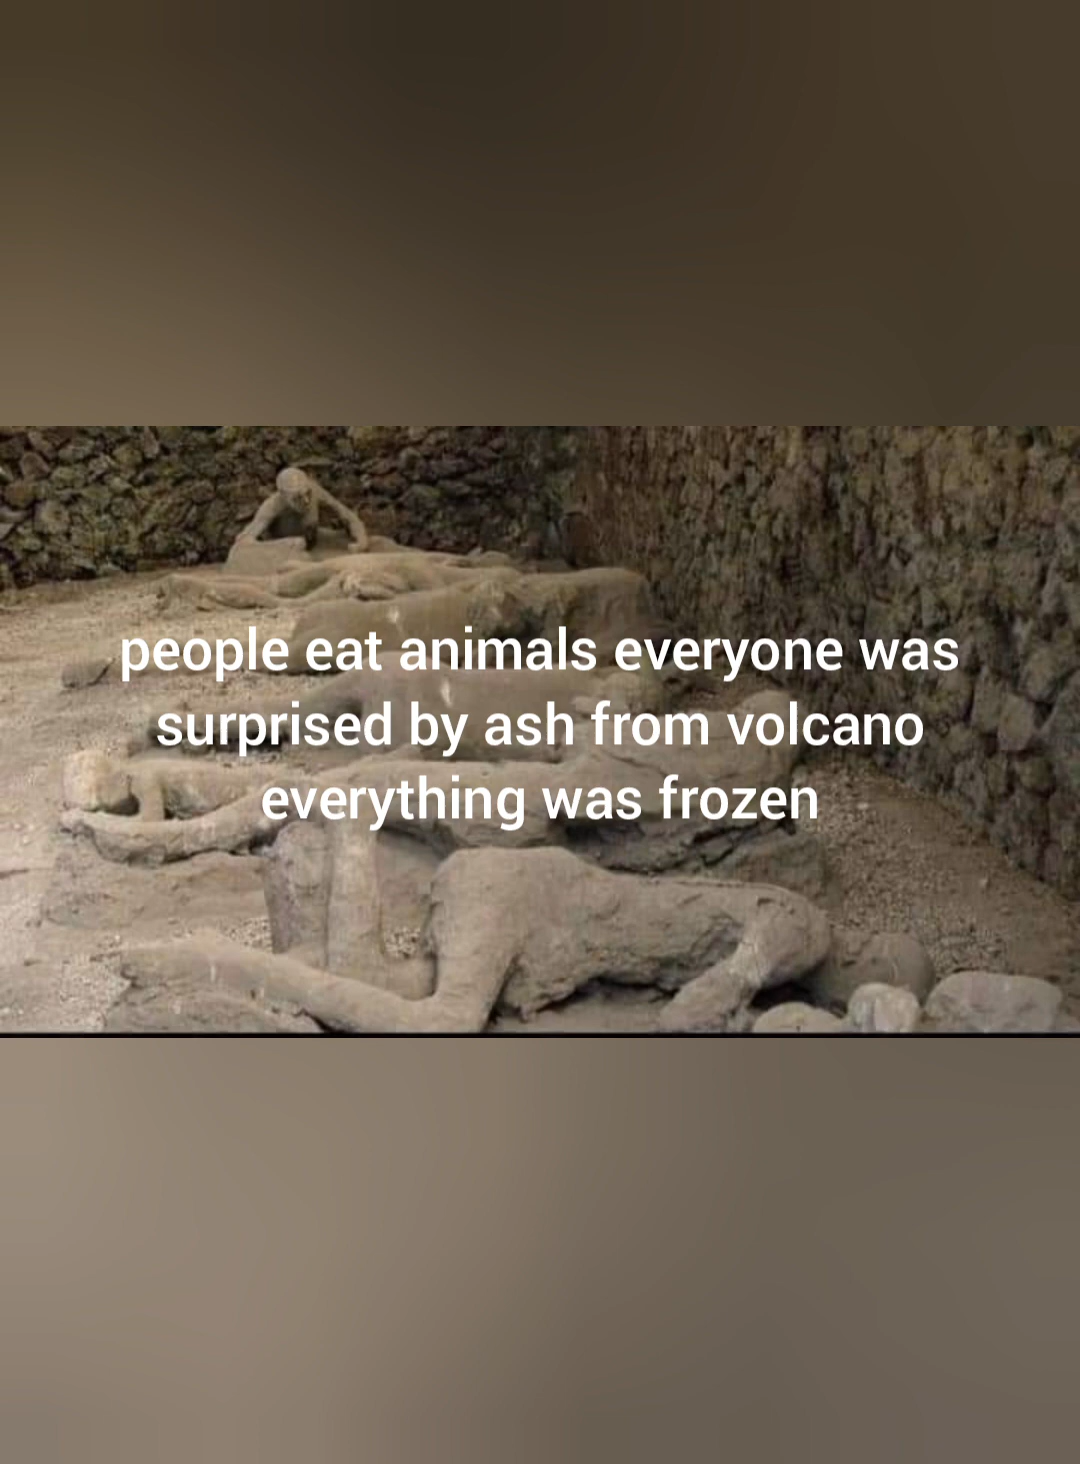 people eat animals everyone was
surprised by ash from volcano
everything was frozen